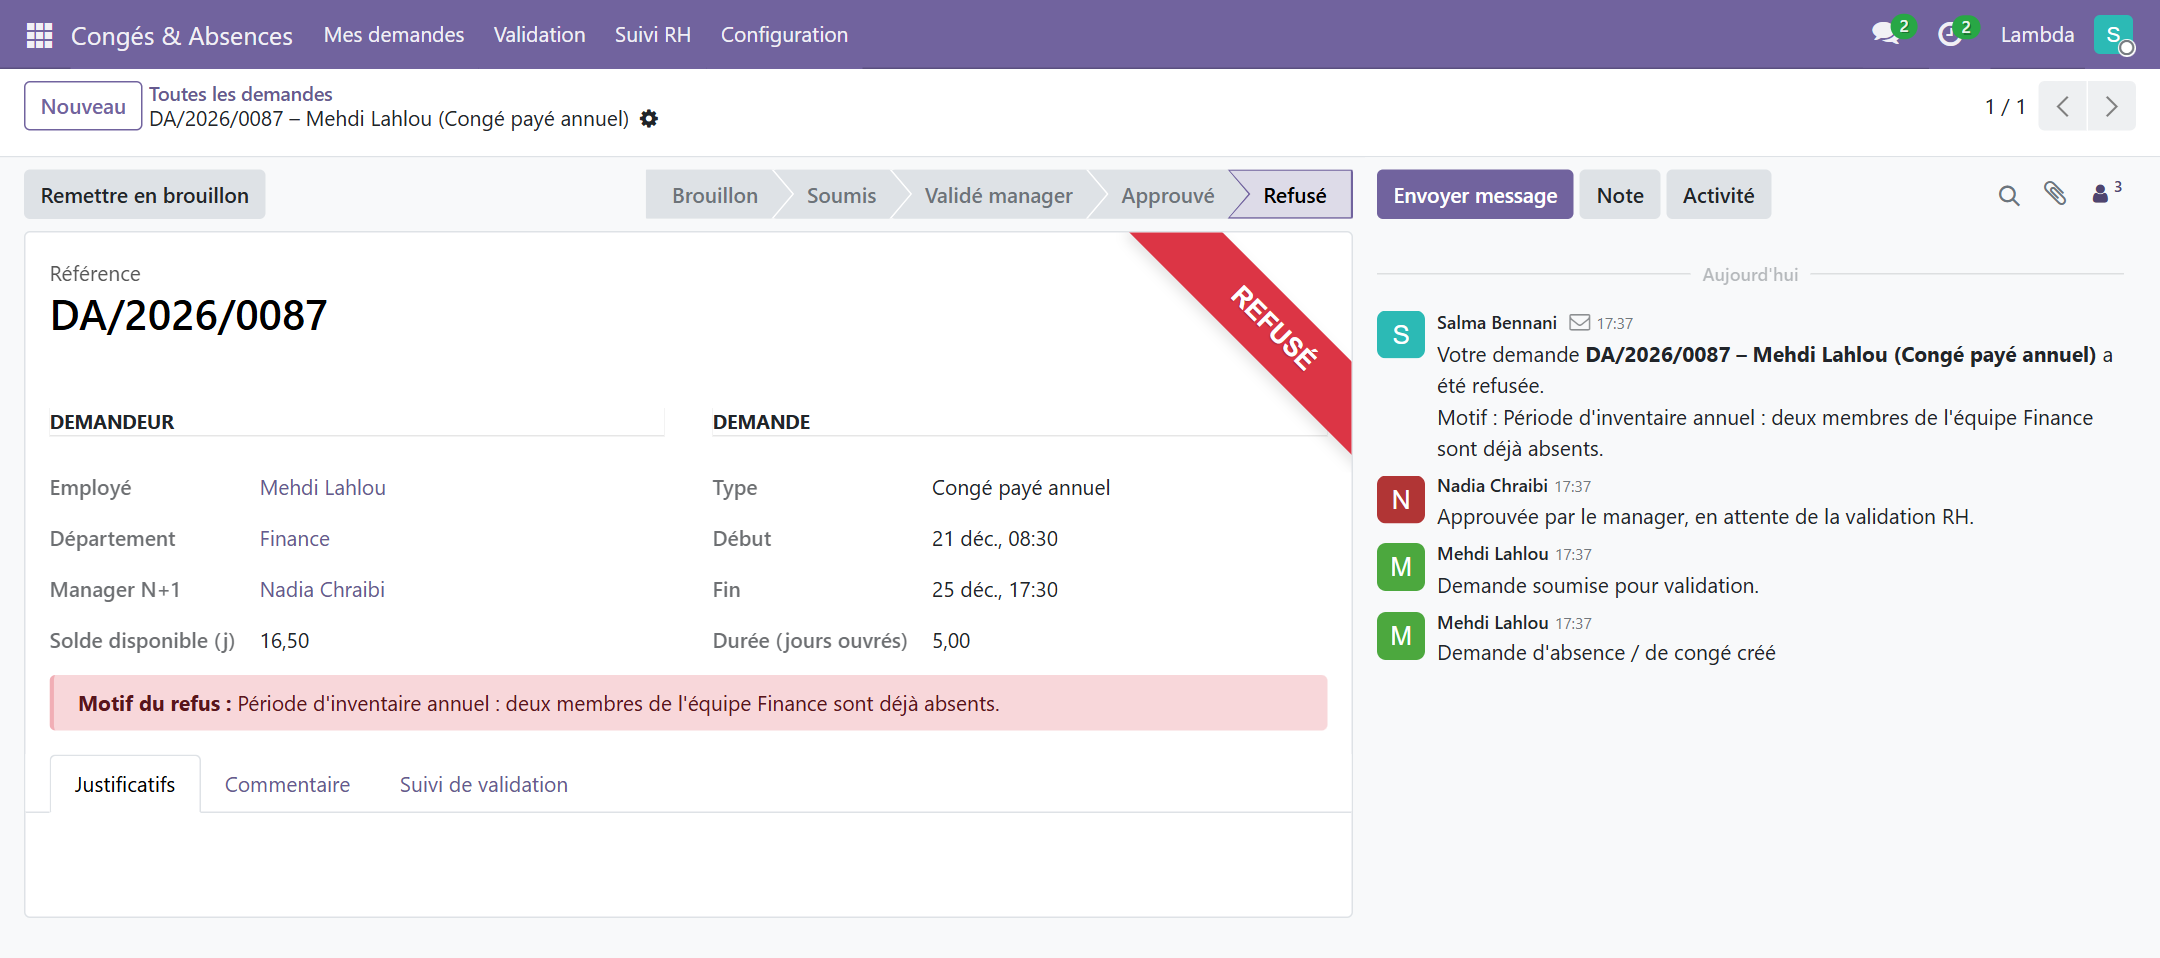 Congés & Absences Mes demandes Validation Suivi RH Configuration 2 2 Lambda S
Nouveau
Toutes les demandes
DA/2026/0087 – Mehdi Lahlou (Congé payé annuel)
1 / 1
Remettre en brouillon
Brouillon Soumis Validé manager Approuvé Refusé
Envoyer message Note Activité 3
Référence
DA/2026/0087
REFUSÉ
DEMANDEUR
Employé Mehdi Lahlou
Département Finance
Manager N+1 Nadia Chraibi
Solde disponible (j) 16,50
DEMANDE
Type Congé payé annuel
Début 21 déc., 08:30
Fin 25 déc., 17:30
Durée (jours ouvrés) 5,00
Motif du refus : Période d'inventaire annuel : deux membres de l'équipe Finance sont déjà absents.
Justificatifs Commentaire Suivi de validation
Aujourd'hui
S
Salma Bennani 17:37
Votre demande DA/2026/0087 – Mehdi Lahlou (Congé payé annuel) a
été refusée.
Motif : Période d'inventaire annuel : deux membres de l'équipe Finance
sont déjà absents.
N
Nadia Chraibi 17:37
Approuvée par le manager, en attente de la validation RH.
M
Mehdi Lahlou 17:37
Demande soumise pour validation.
M
Mehdi Lahlou 17:37
Demande d'absence / de congé créé